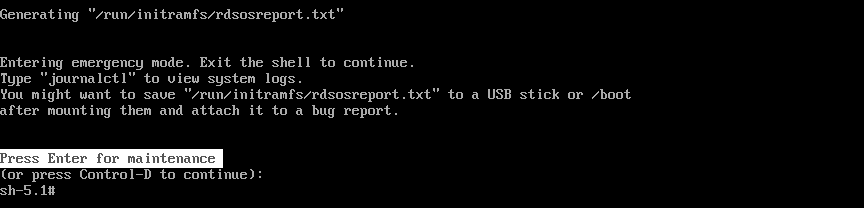 Generating "/run/initramfs/rdsosreport.txt"
Entering emergency mode. Exit the shell to continue.
Type "journalctl" to view system logs.
You might want to save "/run/initramfs/rdsosreport.txt" to a USB stick or /boot
after mounting them and attach it to a bug report.
Press Enter for maintenance
(or press Control-D to continue):
sh-5.1#